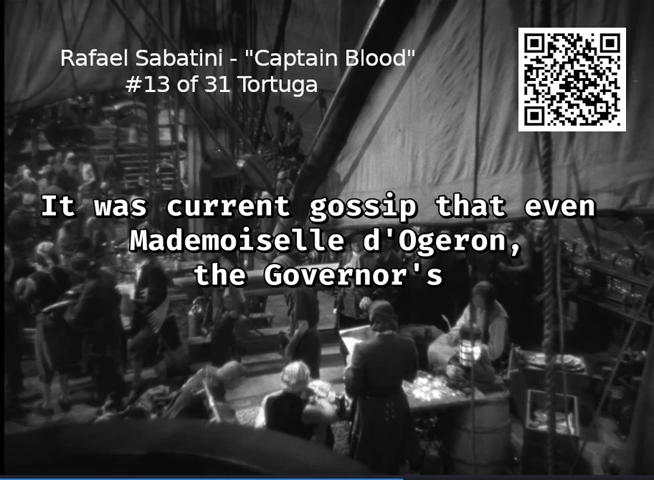 Rafael Sabatini - "Captain Blood"
#13 of 31 Tortuga
It was current gossip that even
Mademoiselle d'Ogeron,
the Governor's